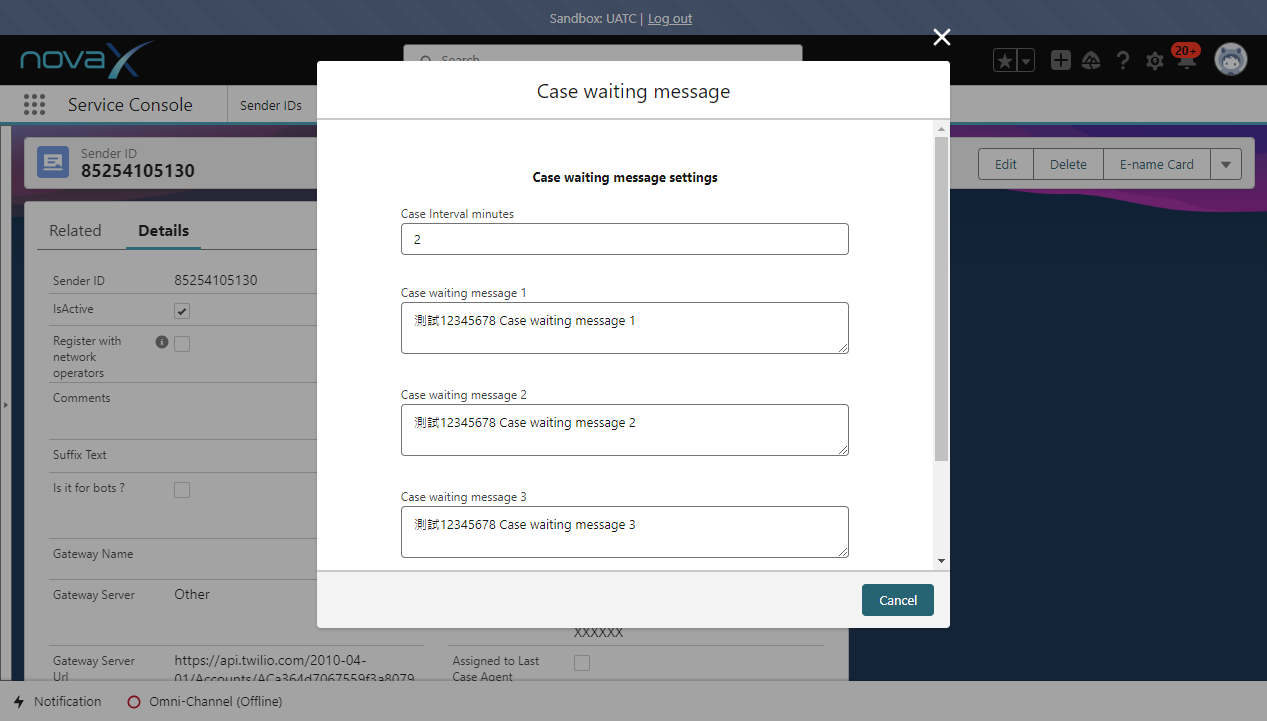 Sandbox: UATC | Log out
novaX
Search
20+
Service Console
Sender IDs
Case waiting message
Sender ID
85254105130
Edit
Delete
E-name Card
Related
Details
Sender ID
85254105130
IsActive
Register with
network
operators
Comments
Suffix Text
Is it for bots ?
Gateway Name
Gateway Server
Other
Gateway Server
Url
https://api.twilio.com/2010-04-
01/Accounts/ACa364d7067559f3a8079
Case waiting message settings
Case Interval minutes
2
Case waiting message 1
測試12345678 Case waiting message 1
Case waiting message 2
測試12345678 Case waiting message 2
Case waiting message 3
測試12345678 Case waiting message 3
Cancel
XXXXXX
Assigned to Last
Case Agent
Notification
Omni-Channel (Offline)